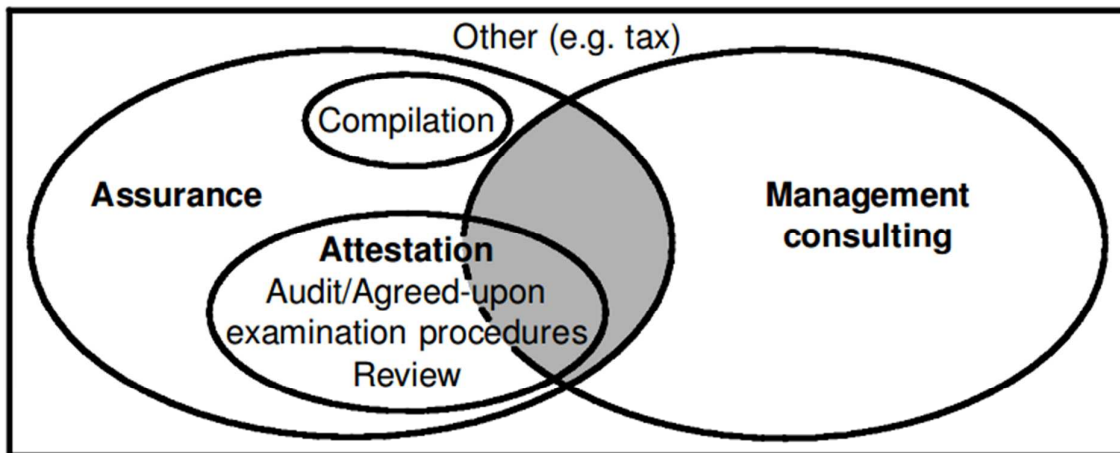 Other (e.g. tax)
Compilation
Assurance
Management
consulting
Attestation
Audit/Agreed-upon
examination procedures
Review